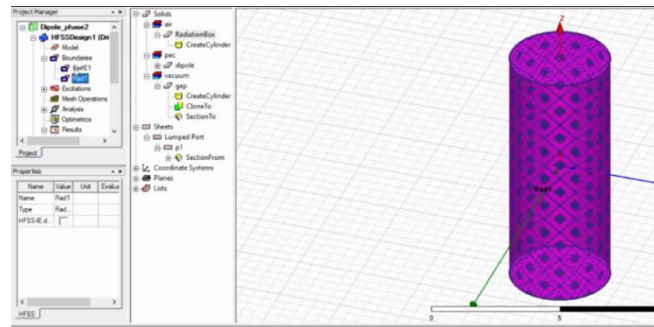 Project Manager
Dipole_phase2
HFSSDesign1 (Dri
Model
Boundaries
PerfE1
Rad1
Excitations
Mesh Operations
Analysis
Optimetrics
Results
Project
Properties
Name Value Unit Evalua
Name Rad1
Type Rad...
HFSS-IE d...
HFSS
Solids
air
RadiationBox
CreateCylinder
pec
dipole
vacuum
gap
CreateCylinder
CloneTo
SectionTo
Sheets
Lumped Port
p1
SectionFrom
Coordinate Systems
Planes
Lists
Z
Rad1
0 5